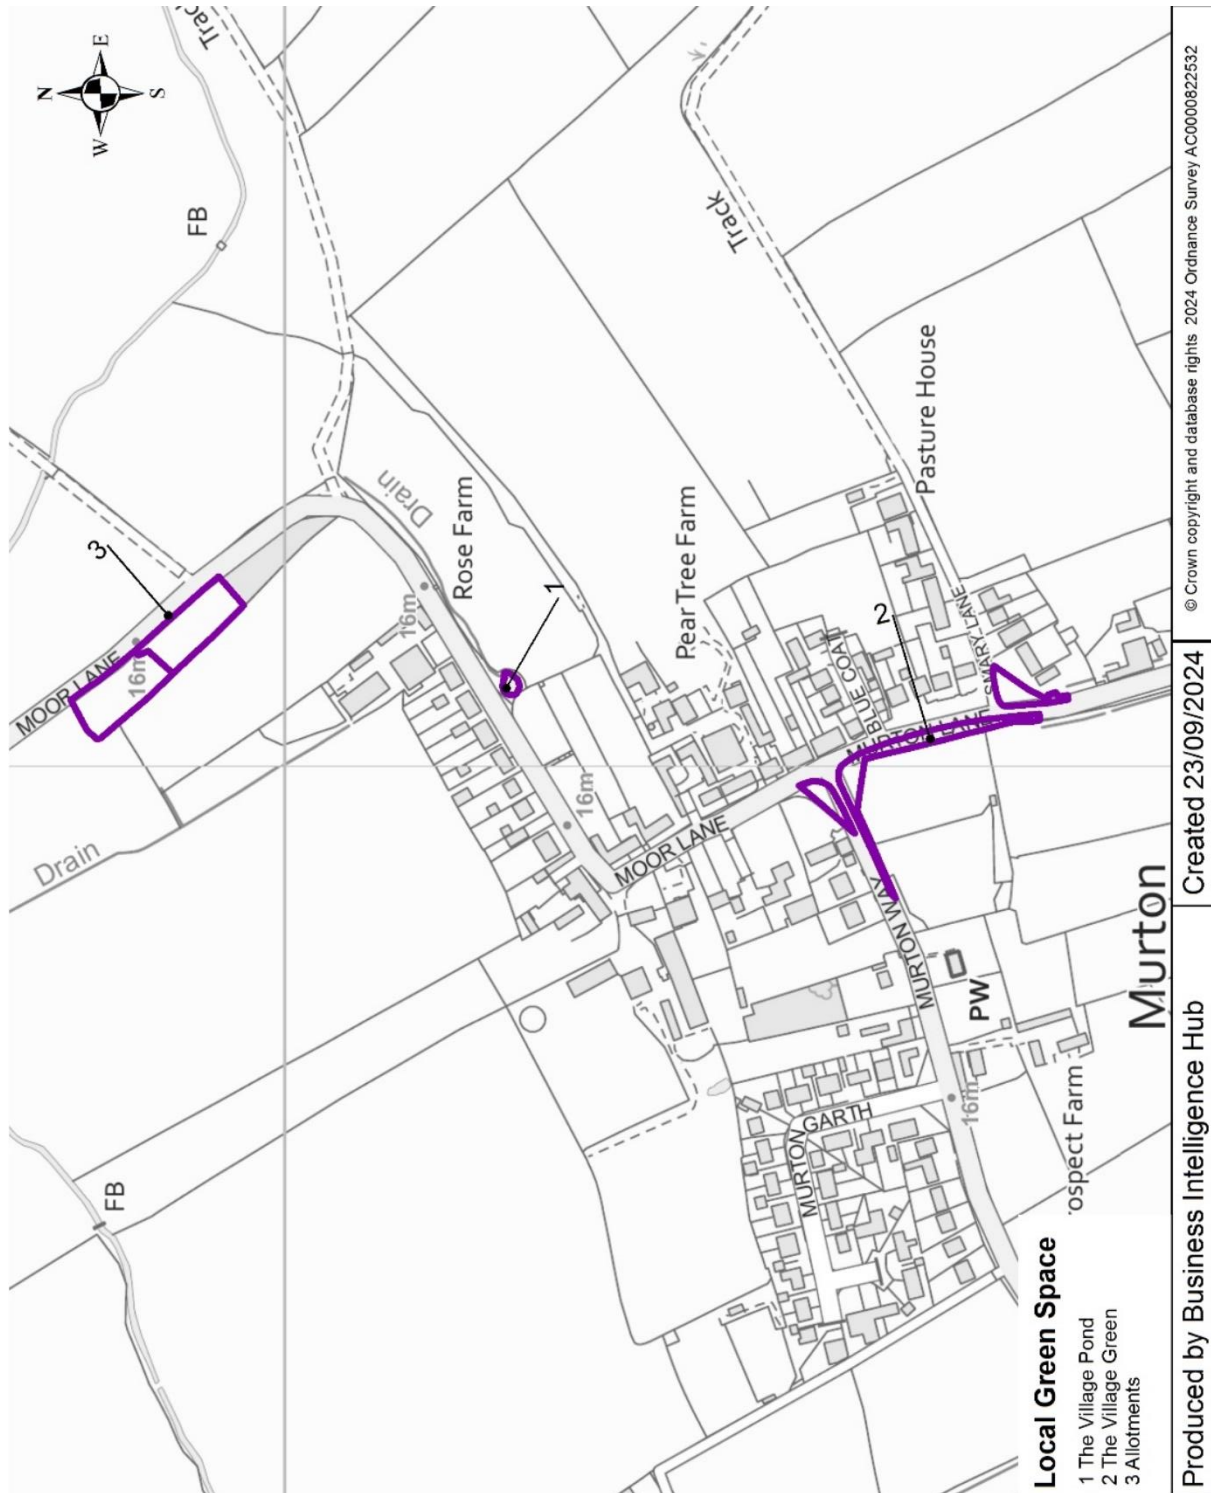 N
W E
S
Track
FB
FB
Drain
MOOR LANE
3
16m
16m
Drain
Rose Farm
1
16m
MOOR LANE
Pear Tree Farm
Track
MURTON GARTH
BLUE COAT
2
MURTON LANE
MURTON WAY
Pasture House
MARY LANE
PW
16m
ospect Farm
Murton
Local Green Space
1 The Village Pond
2 The Village Green
3 Allotments
Produced by Business Intelligence Hub
Created 23/09/2024
© Crown copyright and database rights 2024 Ordnance Survey AC0000822532